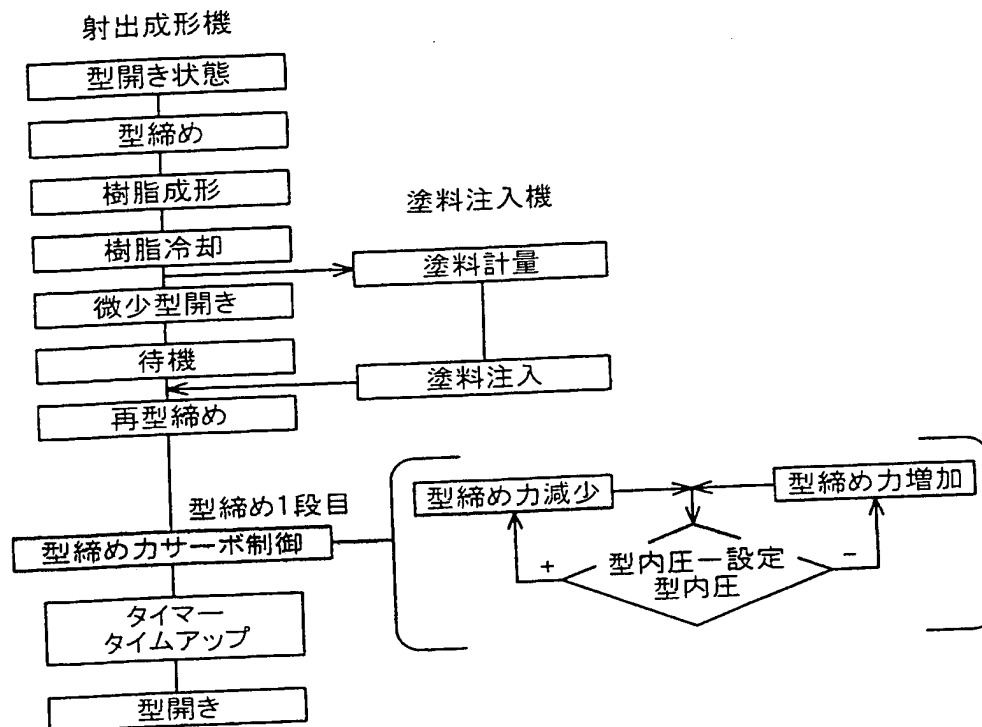 射出成形機
型開き状態
型締め
樹脂成形
樹脂冷却
微少型開き
待機
再型締め
塗料注入機
塗料計量
塗料注入
型締め1段目
型締め力サーボ制御
タイマー
タイムアップ
型開き
型締め力減少
型締め力増加
+
型内圧ー設定
型内圧
−